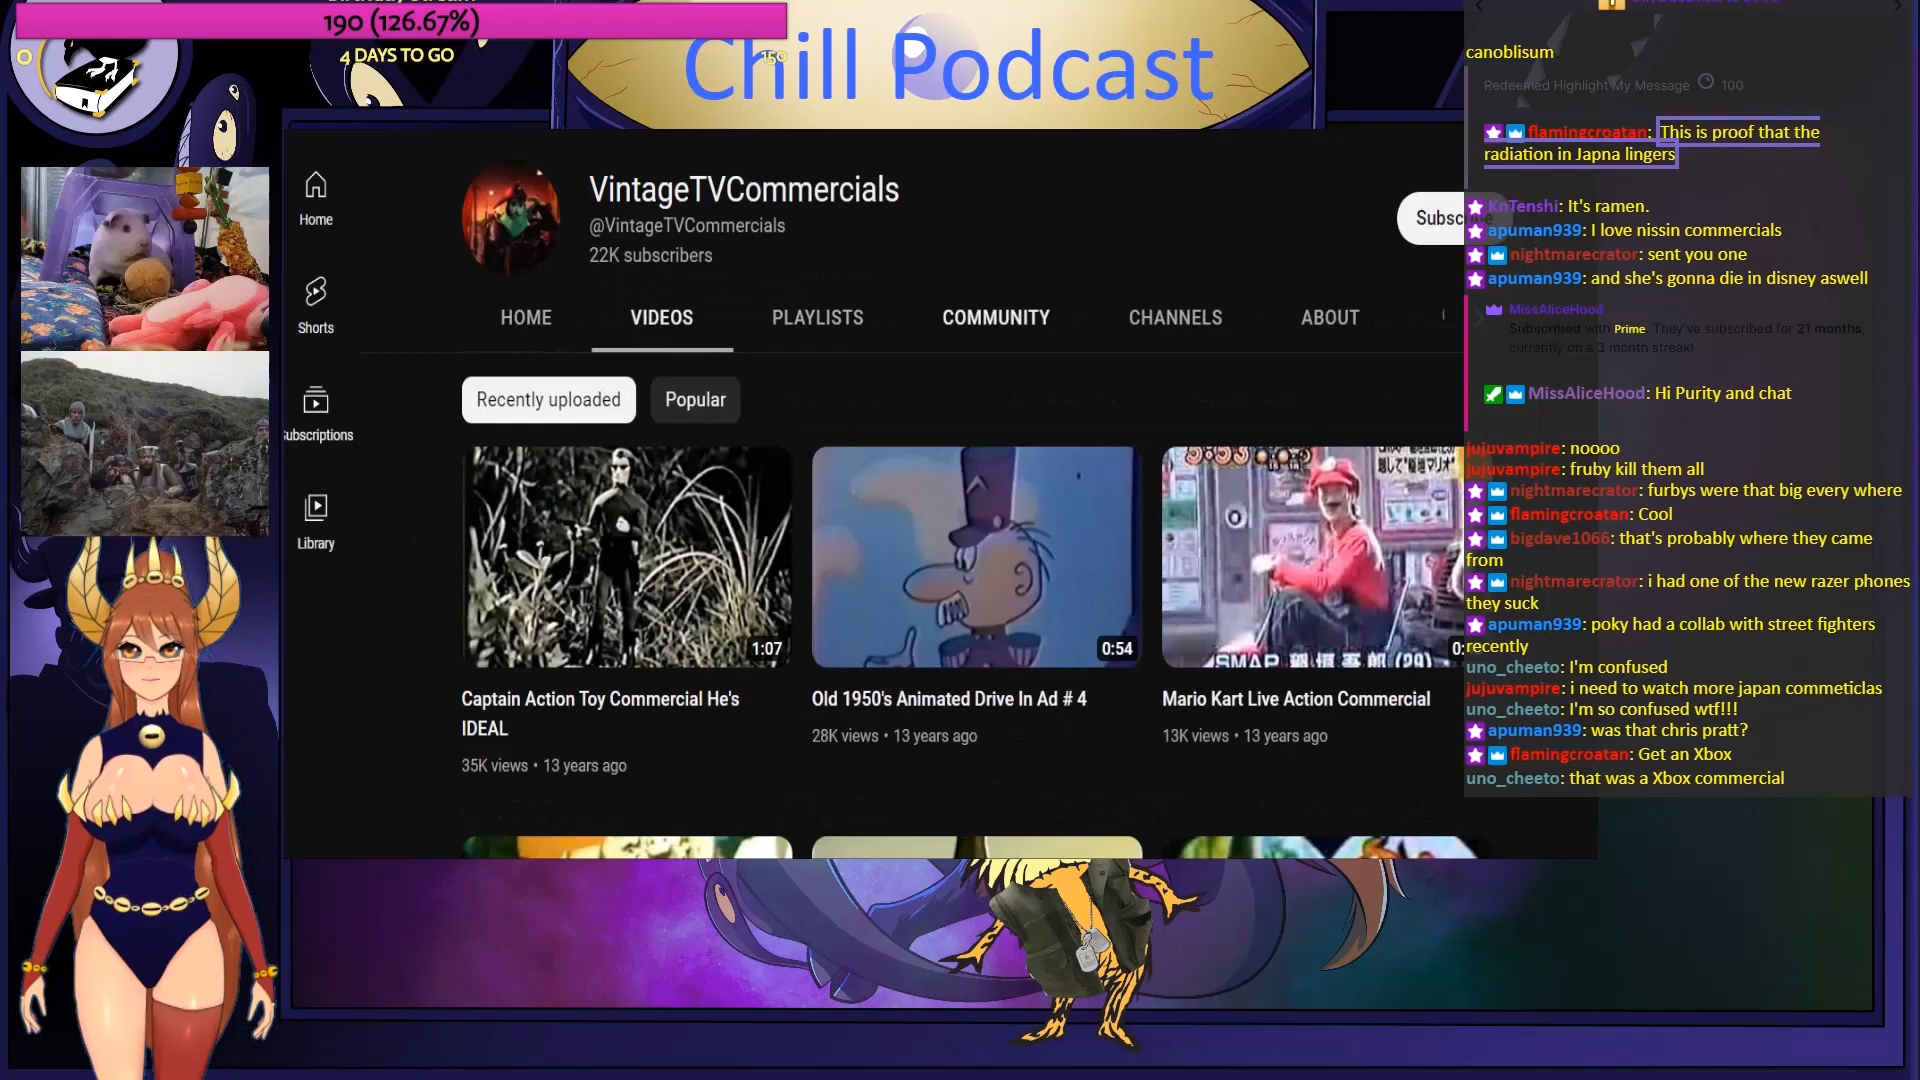 190 (126.67%)
4 DAYS TO GO
150
Chill Podcast
Home
Shorts
Subscriptions
Library
VintageTVCommercials
@VintageTVCommercials
22K subscribers
HOME VIDEOS PLAYLISTS COMMUNITY CHANNELS ABOUT
Recently uploaded Popular
1:07
0:54
Captain Action Toy Commercial He's
IDEAL
35K views • 13 years ago
Old 1950's Animated Drive In Ad # 4
28K views • 13 years ago
Mario Kart Live Action Commercial
13K views • 13 years ago
canoblisum
Redeemed Highlight My Message 100
flamingcroatan: This is proof that the
radiation in Japna lingers
KnTenshi: It's ramen.
apuman939: I love nissin commercials
nightmarecrator: sent you one
apuman939: and she's gonna die in disney aswell
MissAliceHood
Subscribed with Prime. They've subscribed for 21 months,
currently on a 3 month streak!
MissAliceHood: Hi Purity and chat
jujuvampire: noooo
jujuvampire: fruby kill them all
nightmarecrator: furbys were that big every where
flamingcroatan: Cool
bigdave1066: that's probably where they came
from
nightmarecrator: i had one of the new razer phones
they suck
apuman939: poky had a collab with street fighters
recently
uno_cheeto: I'm confused
jujuvampire: i need to watch more japan commeticlas
uno_cheeto: I'm so confused wtf!!!
apuman939: was that chris pratt?
flamingcroatan: Get an Xbox
uno_cheeto: that was a Xbox commercial